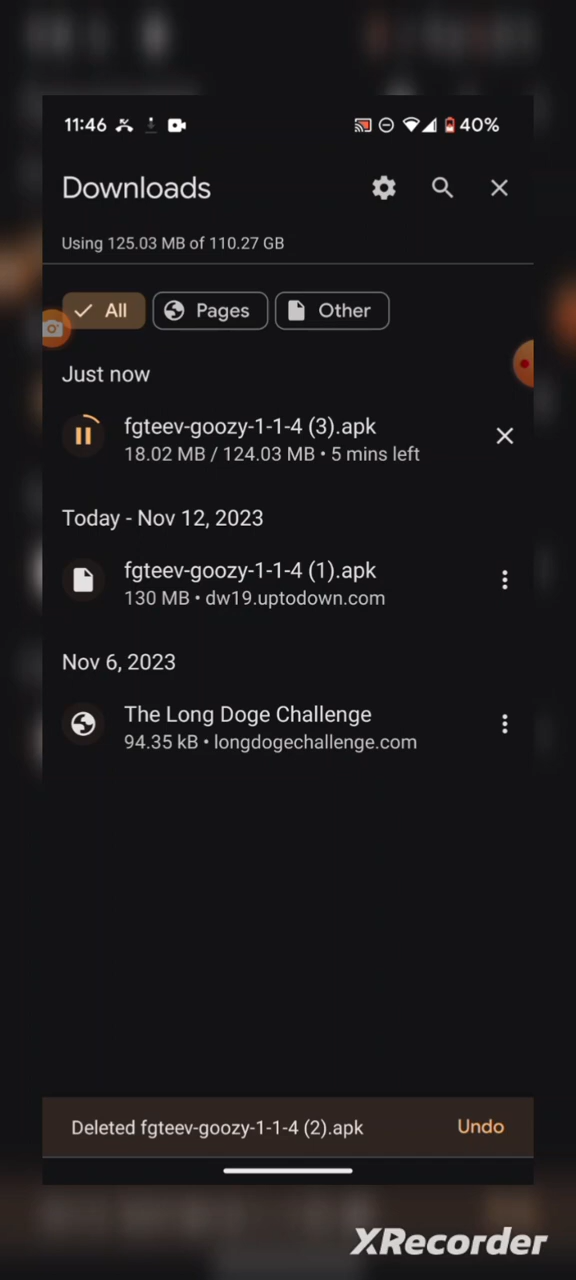 11:46 40%
Downloads
Using 125.03 MB of 110.27 GB
All Pages Other
Just now
fgteev-goozy-1-1-4 (3).apk
18.02 MB / 124.03 MB • 5 mins left
Today - Nov 12, 2023
fgteev-goozy-1-1-4 (1).apk
130 MB • dw19.uptodown.com
Nov 6, 2023
The Long Doge Challenge
94.35 kB • longdogechallenge.com
Deleted fgteev-goozy-1-1-4 (2).apk Undo
XRecorder